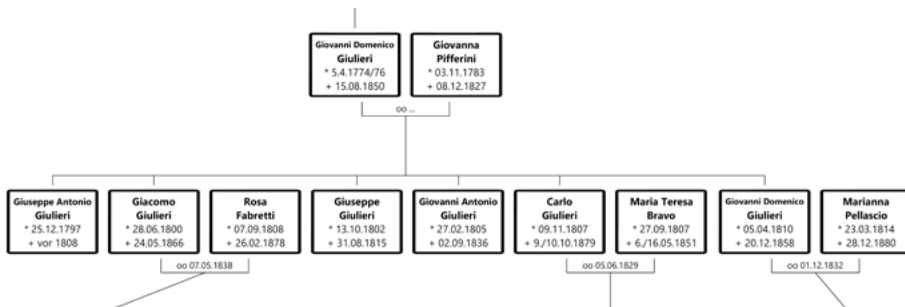 Giovanni Domenico
Giulieri
* 5.4.1774/76
+ 15.08.1850
Giovanna
Pifferini
* 03.11.1783
+ 08.12.1827
oo ...
Giuseppe Antonio
Giulieri
* 25.12.1797
+ vor 1808
Giacomo
Giulieri
* 28.06.1800
+ 24.05.1866
Rosa
Fabretti
* 07.09.1808
+ 26.02.1878
Giuseppe
Giulieri
* 13.10.1802
+ 31.08.1815
Giovanni Antonio
Giulieri
* 27.02.1805
+ 02.09.1836
Carlo
Giulieri
* 09.11.1807
+ 9./10.10.1879
Maria Teresa
Bravo
* 27.09.1807
+ 6./16.05.1851
Giovanni Domenico
Giulieri
* 05.04.1810
+ 20.12.1858
Marianna
Pellascio
* 23.03.1814
+ 28.12.1880
oo 07.05.1838
oo 05.06.1829
oo 01.12.1832